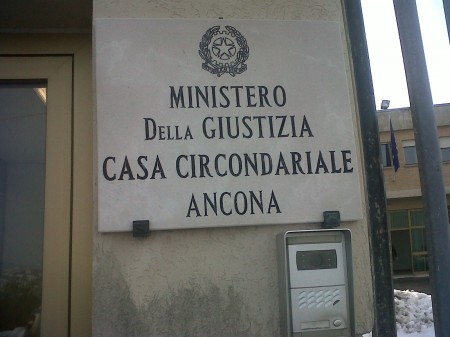 MINISTERO
Della GIUSTIZIA
CASA CIRCONDARIALE
ANCONA